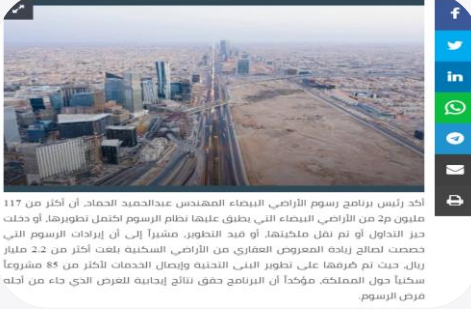 أكد رئيس برنامج رسوم الأراضي البيضاء المهندس عبدالحميد الحماد، أن أكثر من 117
مليون م2 من الأراضي البيضاء التي يطبق عليها نظام الرسوم اكتمل تطويرها، أو دخلت
حيز التداول أو تم نقل ملكيتها، أو قيد التطوير، مشيراً إلى أن إيرادات الرسوم التي
خصصت لصالح زيادة المعروض العقاري من الأراضي السكنية بلغت أكثر من 2.2 مليار
ريال، حيث تم صُرفها على تطوير البنى التحتية وإيصال الخدمات لأكثر من 85 مشروعاً
سكنياً حول المملكة، مؤكداً أن البرنامج حقق نتائج إيجابية للغرض الذي جاء من أجله
فرض الرسوم.